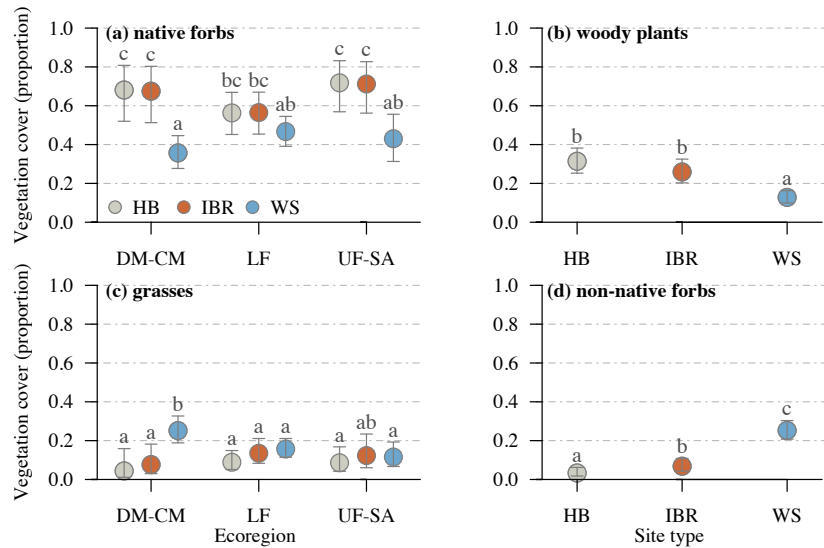 (a) native forbs
Vegetation cover (proportion)
1.0
0.8
0.6
0.4
0.2
0.0
c c a
bc bc ab
c c ab
HB IBR WS
DM-CM LF UF-SA
(b) woody plants
1.0
0.8
0.6
0.4
0.2
0.0
b b a
HB IBR WS
(c) grasses
Vegetation cover (proportion)
1.0
0.8
0.6
0.4
0.2
0.0
a a b
a a a
a ab a
DM-CM LF UF-SA
Ecoregion
(d) non-native forbs
1.0
0.8
0.6
0.4
0.2
0.0
a b c
HB IBR WS
Site type